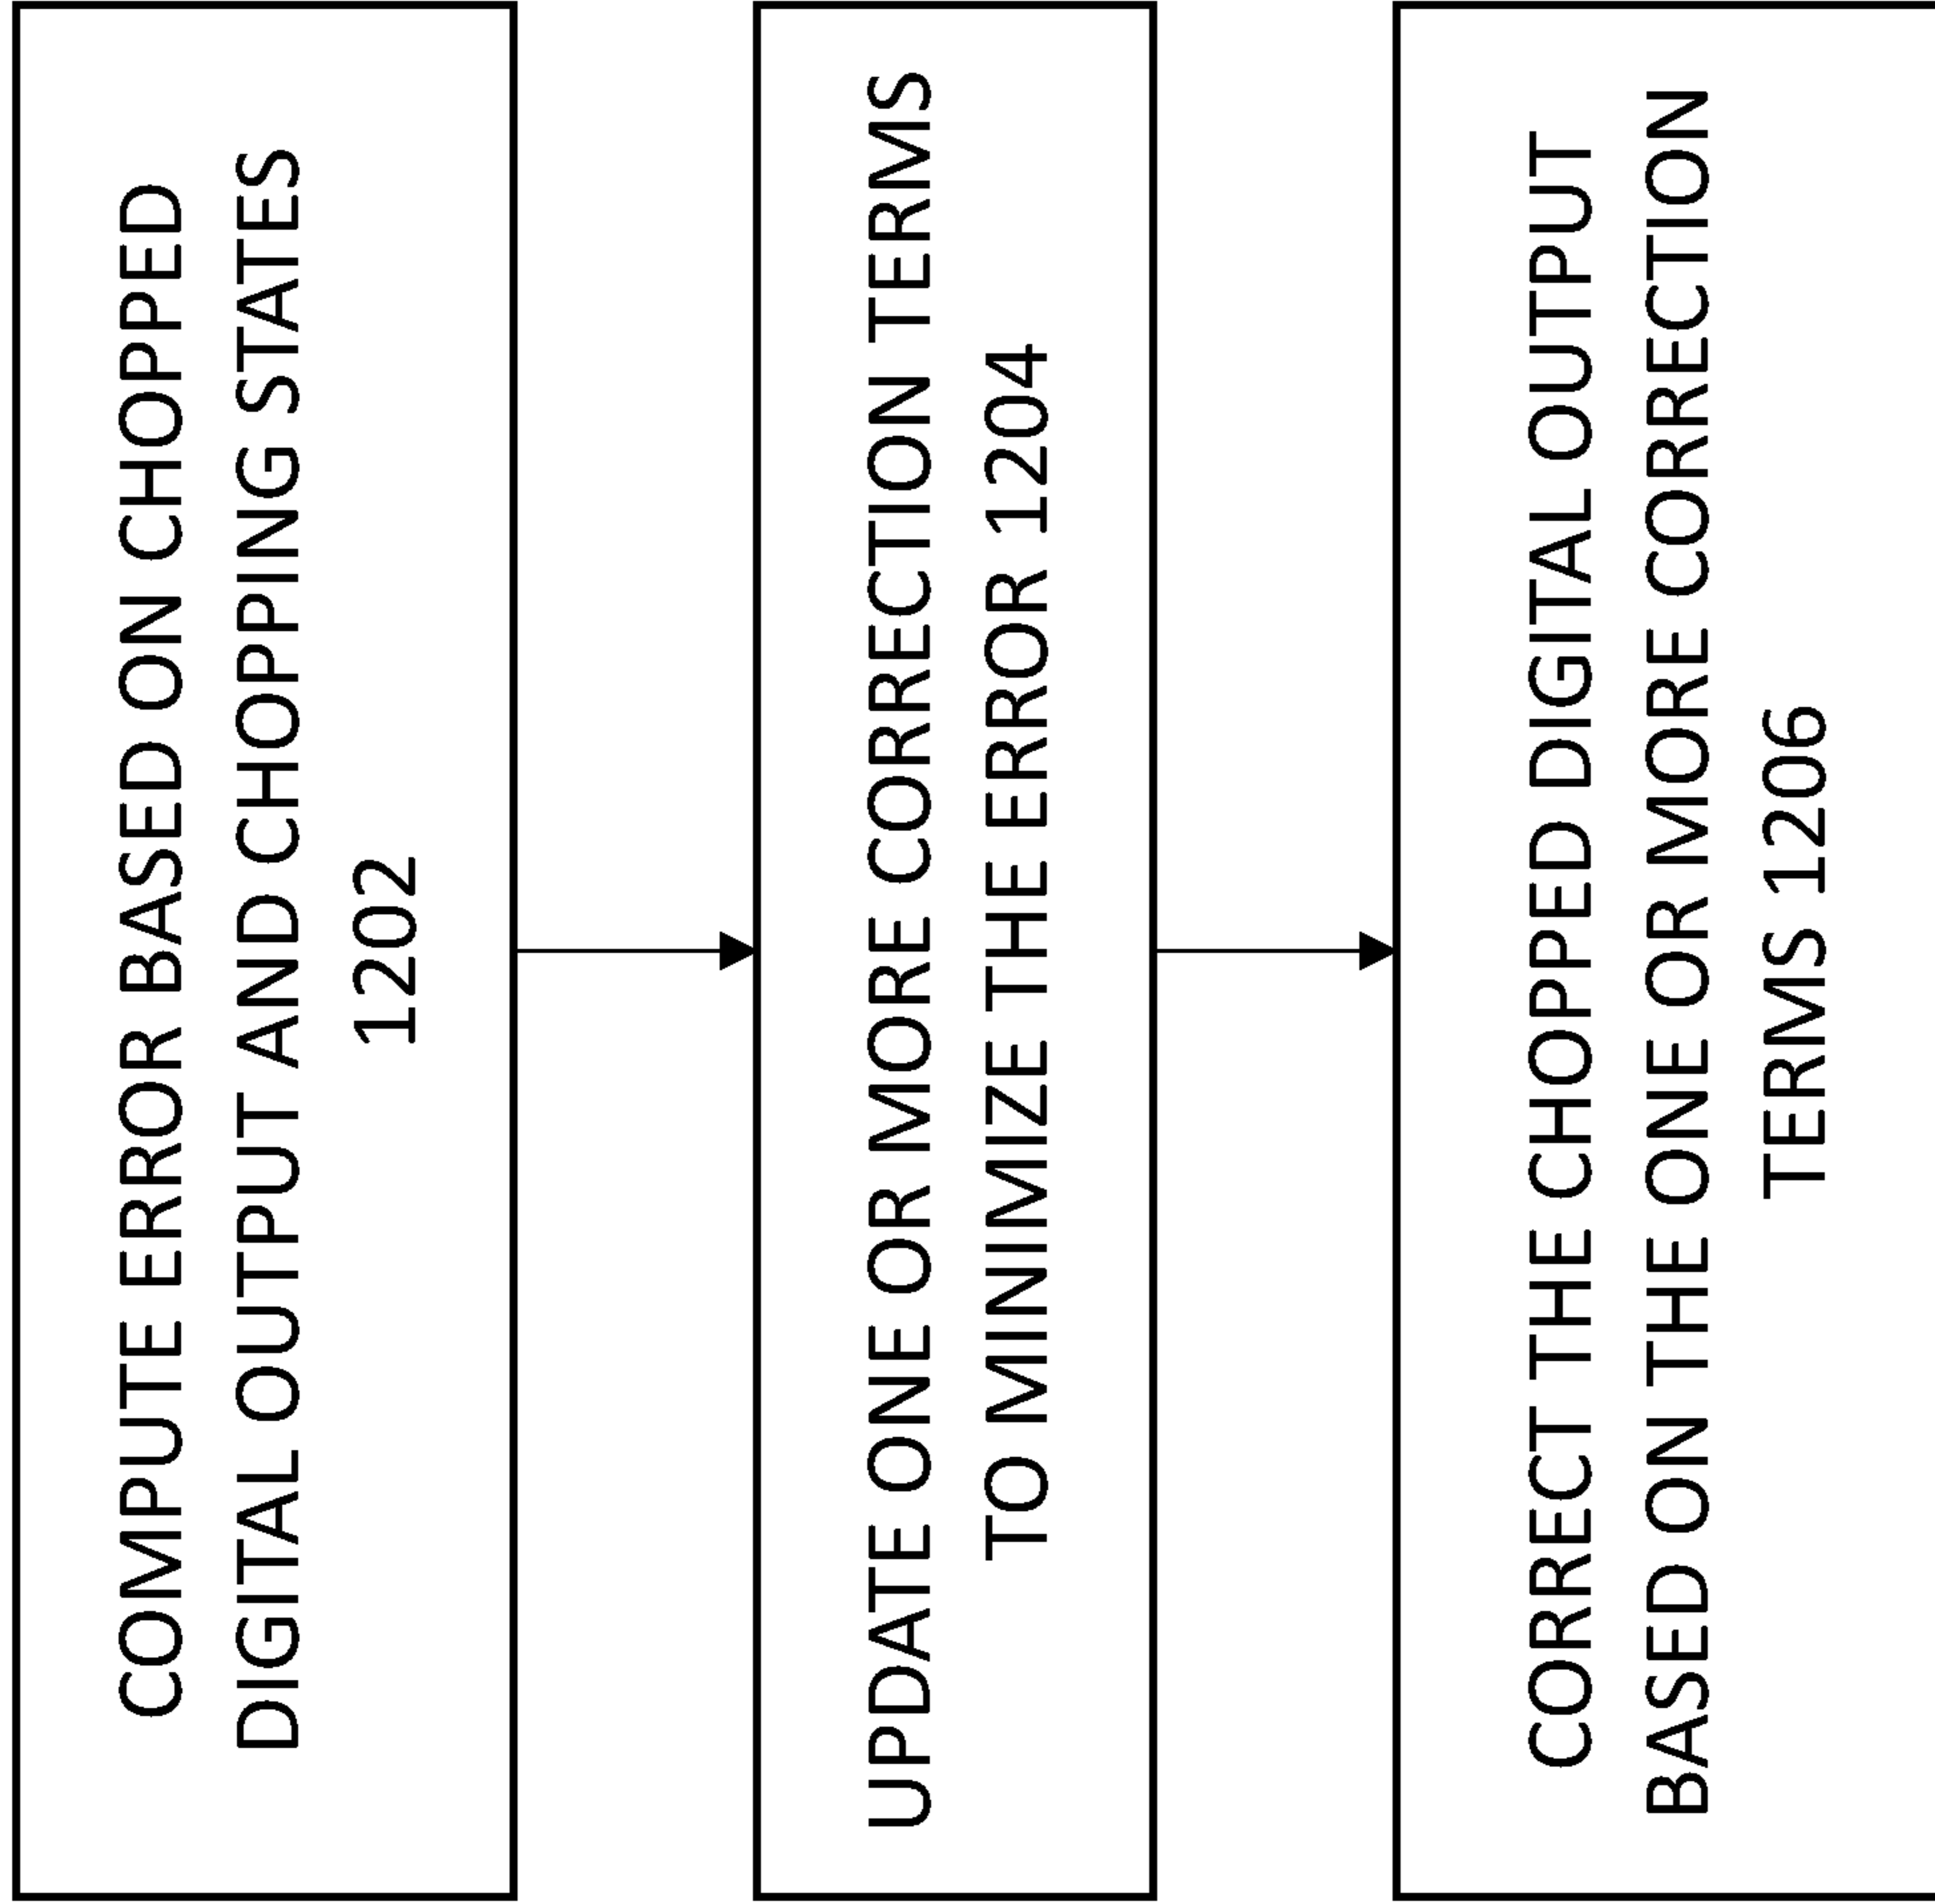 COMPUTE ERROR BASED ON CHOPPED
DIGITAL OUTPUT AND CHOPPING STATES
1202
UPDATE ONE OR MORE CORRECTION TERMS
TO MINIMIZE THE ERROR 1204
CORRECT THE CHOPPED DIGITAL OUTPUT
BASED ON THE ONE OR MORE CORRECTION
TERMS 1206